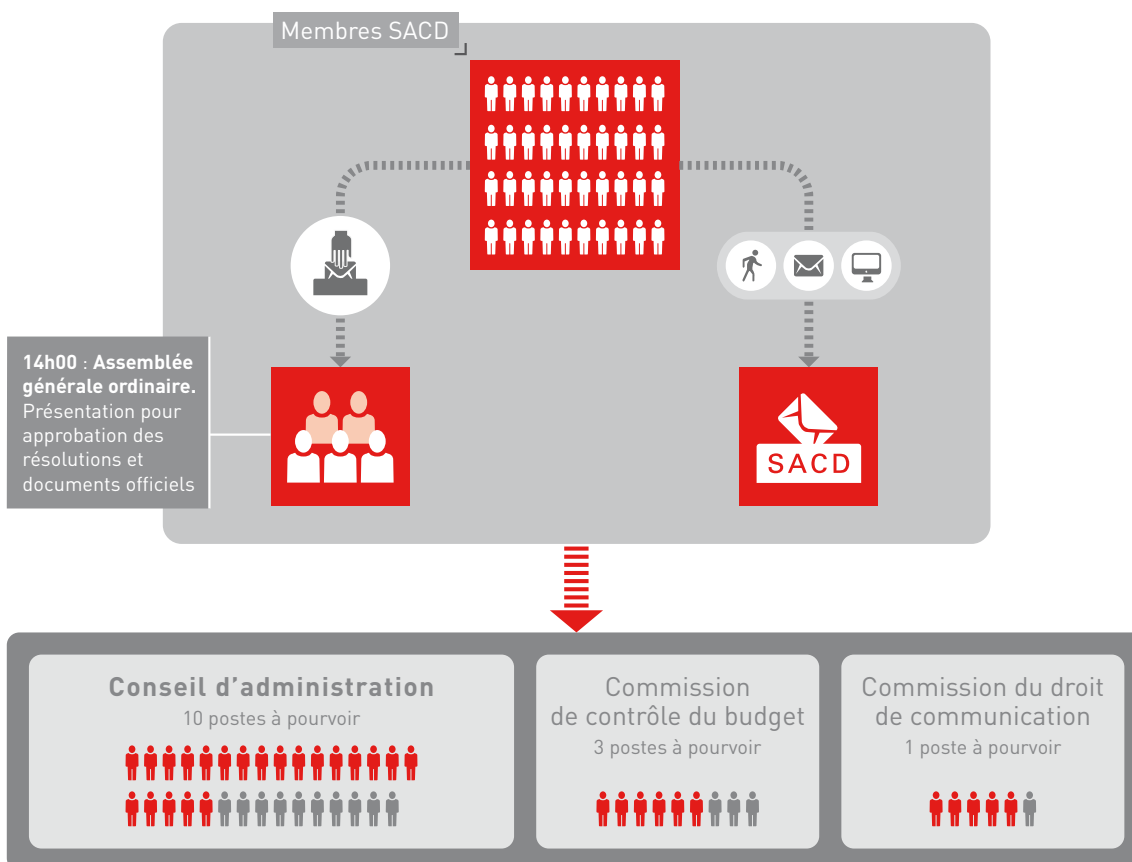 Membres SACD
14h00 : Assemblée
générale ordinaire.
Présentation pour
approbation des
résolutions et
documents officiels
SACD
Conseil d'administration
10 postes à pourvoir
Commission
de contrôle du budget
3 postes à pourvoir
Commission du droit
de communication
1 poste à pourvoir